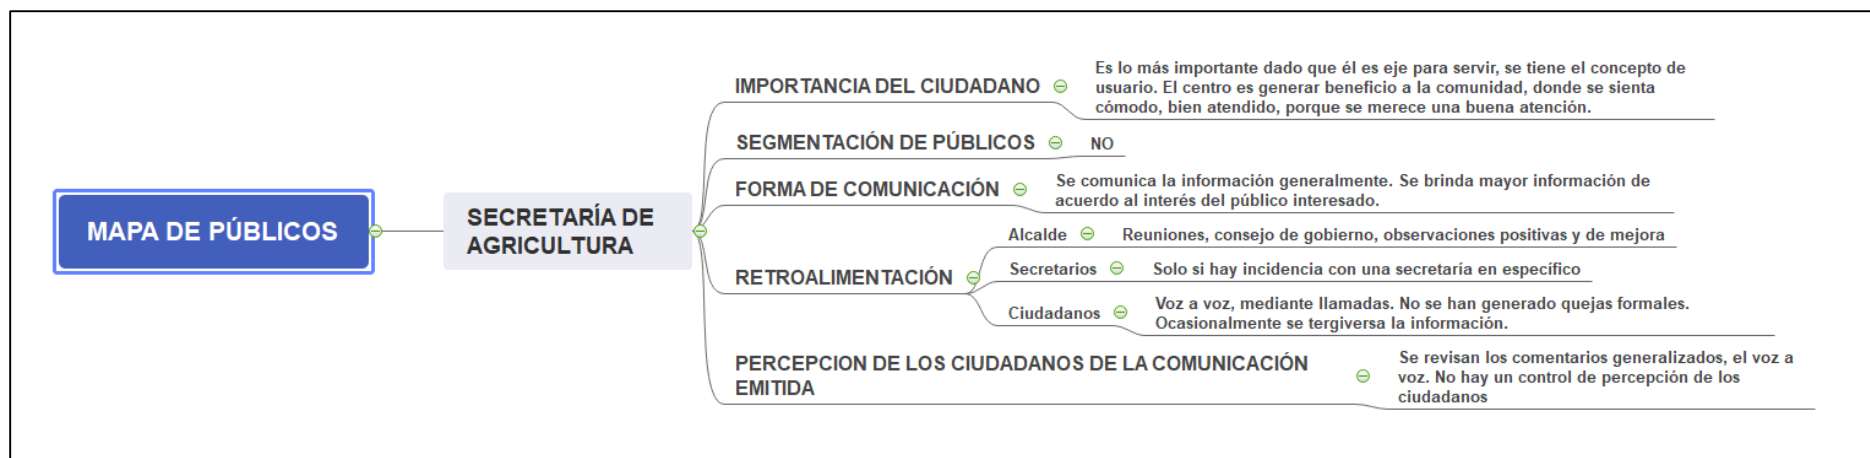 MAPA DE PÚBLICOS
SECRETARÍA DE
AGRICULTURA
IMPORTANCIA DEL CIUDADANO
Es lo más importante dado que él es eje para servir, se tiene el concepto de
usuario. El centro es generar beneficio a la comunidad, donde se sienta
cómodo, bien atendido, porque se merece una buena atención.
SEGMENTACIÓN DE PÚBLICOS
NO
FORMA DE COMUNICACIÓN
Se comunica la información generalmente. Se brinda mayor información de
acuerdo al interés del público interesado.
RETROALIMENTACIÓN
Alcalde
Reuniones, consejo de gobierno, observaciones positivas y de mejora
Secretarios
Solo si hay incidencia con una secretaría en específico
Ciudadanos
Voz a voz, mediante llamadas. No se han generado quejas formales.
Ocasionalmente se tergiversa la información.
PERCEPCION DE LOS CIUDADANOS DE LA COMUNICACIÓN
EMITIDA
Se revisan los comentarios generalizados, el voz a
voz. No hay un control de percepción de los
ciudadanos